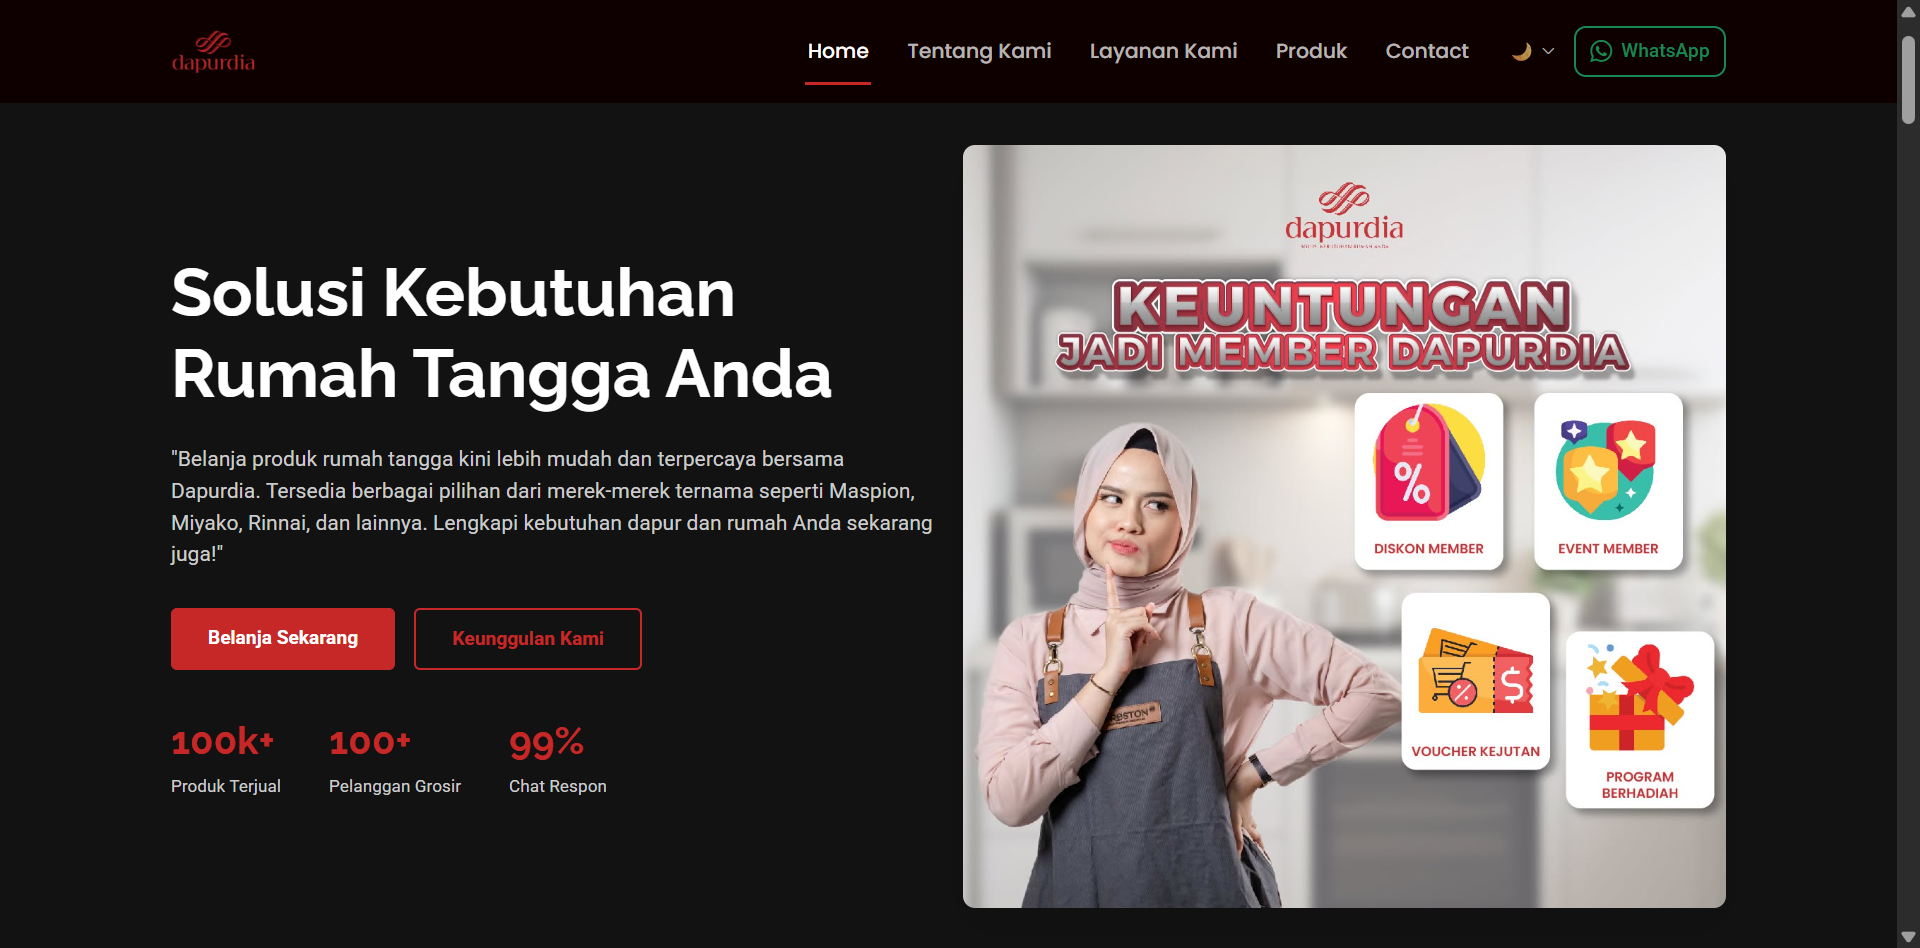 dapurdia
Home
Tentang Kami
Layanan Kami
Produk
Contact
WhatsApp
Solusi Kebutuhan
Rumah Tangga Anda
"Belanja produk rumah tangga kini lebih mudah dan terpercaya bersama
Dapurdia. Tersedia berbagai pilihan dari merek-merek ternama seperti Maspion,
Miyako, Rinnai, dan lainnya. Lengkapi kebutuhan dapur dan rumah Anda sekarang
juga!"
Belanja Sekarang
Keunggulan Kami
100k+
Produk Terjual
100+
Pelanggan Grosir
99%
Chat Respon
dapurdia
KEUNTUNGAN
JADI MEMBER DAPURDIA
%
DISKON MEMBER
EVENT MEMBER
%
$
VOUCHER KEJUTAN
PROGRAM
BERHADIAH